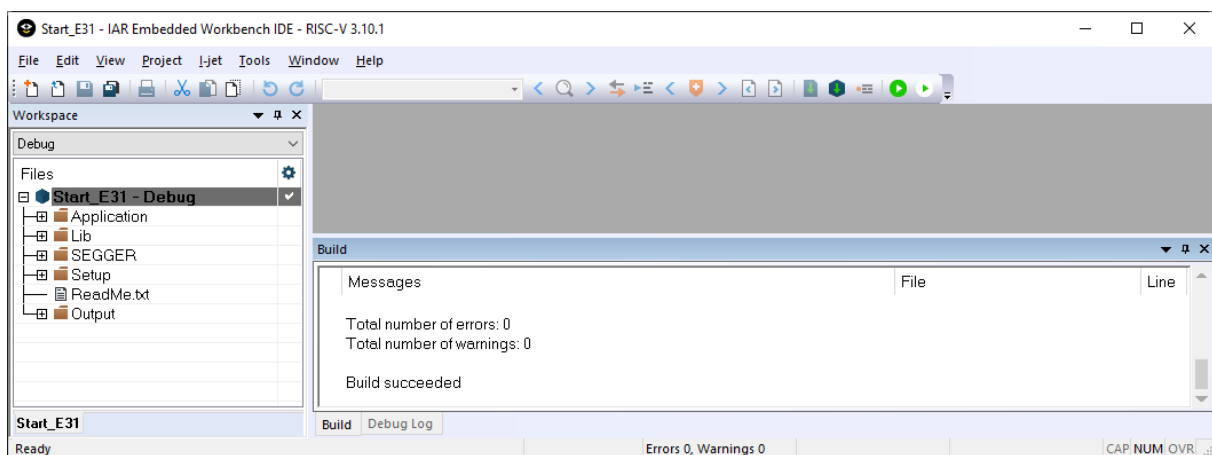 Start_E31 - IAR Embedded Workbench IDE - RISC-V 3.10.1
File Edit View Project I-jet Tools Window Help
Workspace
Debug
Files
Start_E31 - Debug
Application
Lib
SEGGER
Setup
ReadMe.txt
Output
Start_E31
Build
Messages File Line
Total number of errors: 0
Total number of warnings: 0
Build succeeded
Build Debug Log
Ready Errors 0, Warnings 0 CAP NUM OVR